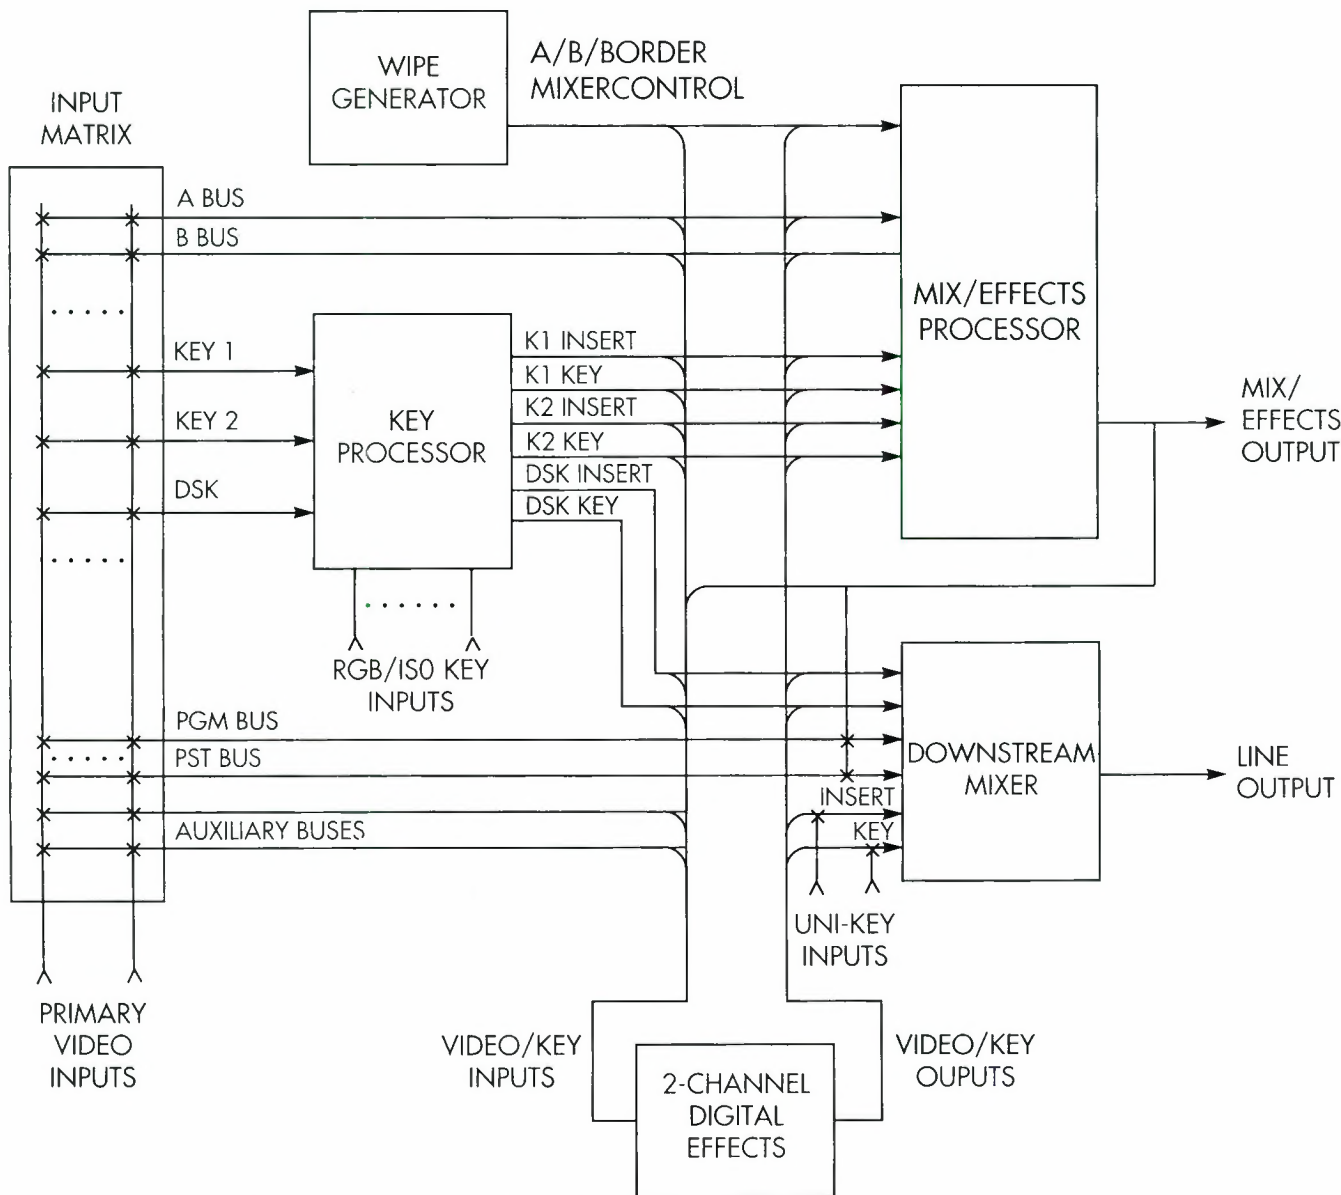 WIPE
GENERATOR
A/B/BORDER
MIXERCONTROL
INPUT
MATRIX
A BUS
B BUS
KEY 1
KEY 2
DSK
KEY
PROCESSOR
K1 INSERT
K1 KEY
K2 INSERT
K2 KEY
DSK INSERT
DSK KEY
MIX/EFFECTS
PROCESSOR
MIX/
EFFECTS
OUTPUT
RGB/ISO KEY
INPUTS
PGM BUS
PST BUS
AUXILIARY BUSES
DOWNSTREAM
MIXER
INSERT
KEY
LINE
OUTPUT
UNI-KEY
INPUTS
PRIMARY
VIDEO
INPUTS
VIDEO/KEY
INPUTS
2-CHANNEL
DIGITAL
EFFECTS
VIDEO/KEY
OUPUTS